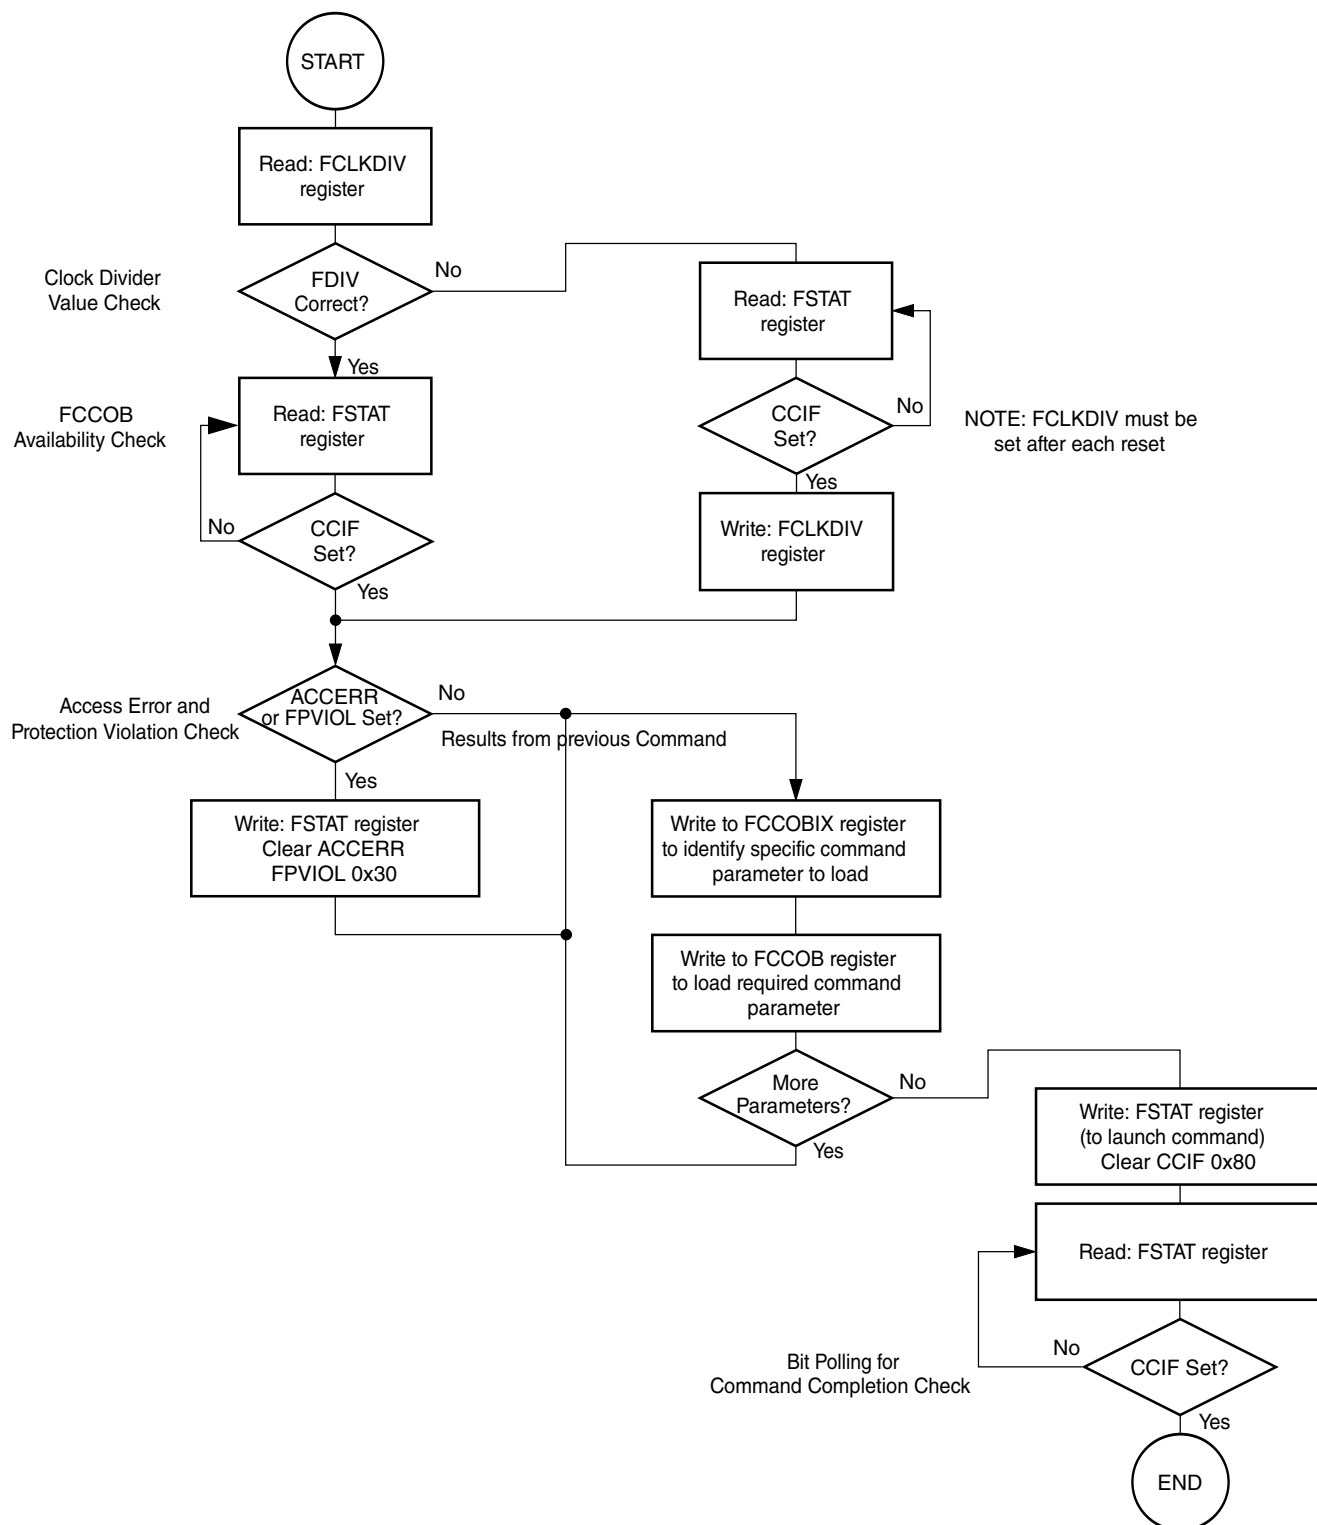 START
Read: FCLKDIV
register
Clock Divider
Value Check
FDIV
Correct?
No
Yes
Read: FSTAT
register
CCIF
Set?
No
Yes
NOTE: FCLKDIV must be
set after each reset
Write: FCLKDIV
register
FCCOB
Availability Check
Read: FSTAT
register
No
CCIF
Set?
Yes
Access Error and
Protection Violation Check
ACCERR
or FPVIOL Set?
No
Results from previous Command
Yes
Write: FSTAT register
Clear ACCERR
FPVIOL 0x30
Write to FCCOBIX register
to identify specific command
parameter to load
Write to FCCOB register
to load required command
parameter
More
Parameters?
No
Yes
Write: FSTAT register
(to launch command)
Clear CCIF 0x80
Read: FSTAT register
Bit Polling for
Command Completion Check
No
CCIF Set?
Yes
END